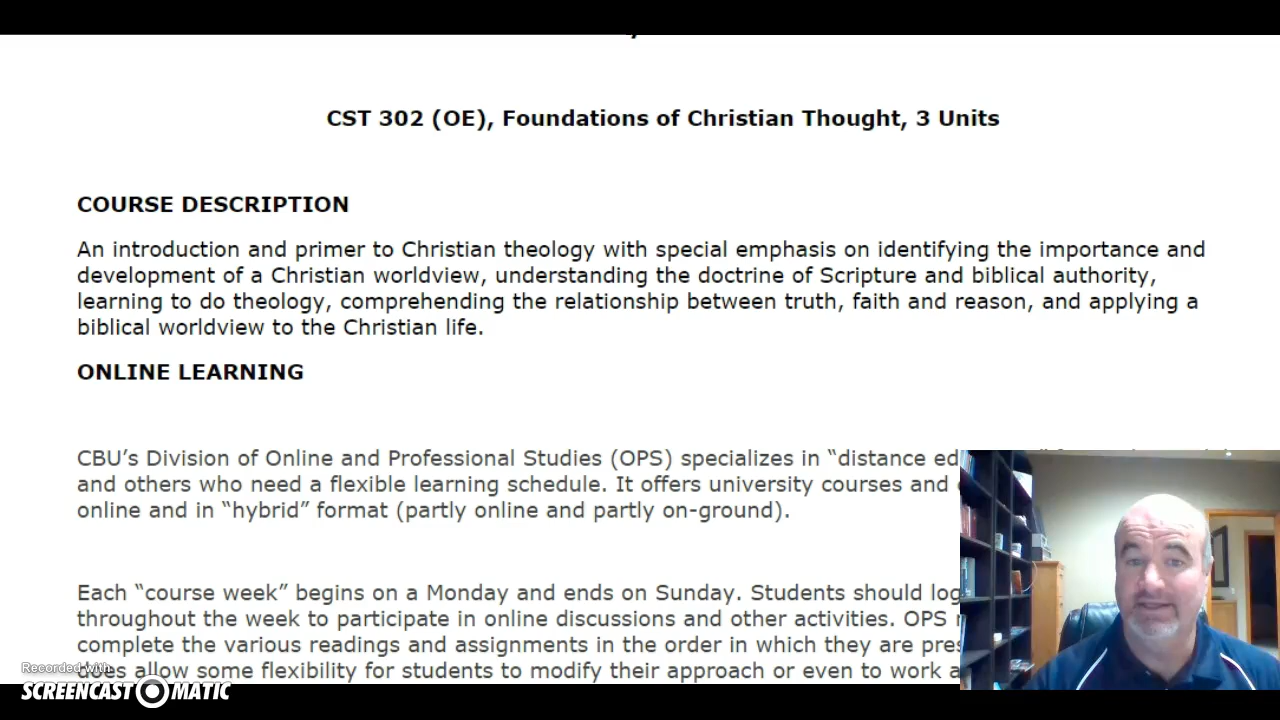 CST 302 (OE), Foundations of Christian Thought, 3 Units
COURSE DESCRIPTION
An introduction and primer to Christian theology with special emphasis on identifying the importance and
development of a Christian worldview, understanding the doctrine of Scripture and biblical authority,
learning to do theology, comprehending the relationship between truth, faith and reason, and applying a
biblical worldview to the Christian life.
ONLINE LEARNING
CBU’s Division of Online and Professional Studies (OPS) specializes in “distance
and others who need a flexible learning schedule. It offers university courses and
online and in “hybrid” format (partly online and partly on-ground).
Each “course week” begins on a Monday and ends on Sunday. Students should log
throughout the week to participate in online discussions and other activities. OPS
complete the various readings and assignments in the order in which they are
does allow some flexibility for students to modify their approach or even to work
Recorded with
SCREENCAST MATIC